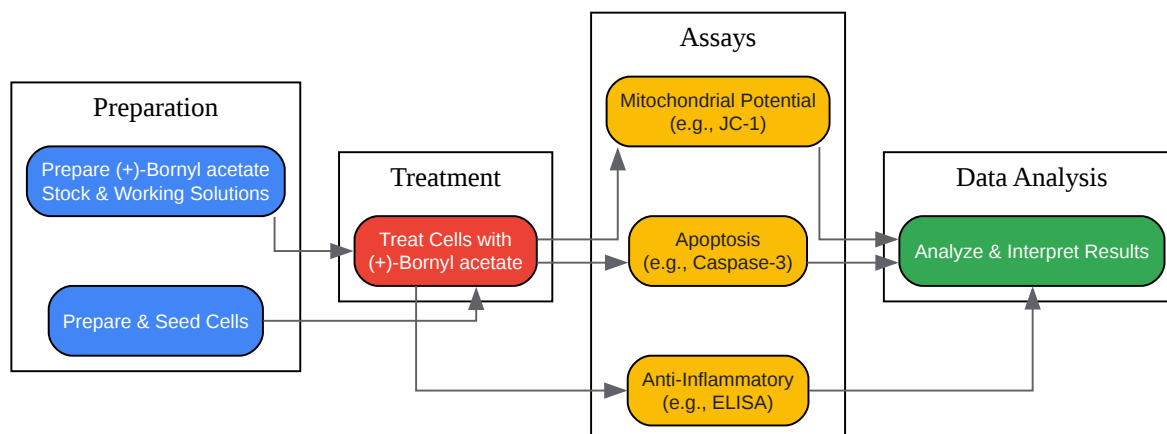 Preparation
Prepare (+)-Bornyl acetate
Stock & Working Solutions
Prepare & Seed Cells
Treatment
Treat Cells with
(+)-Bornyl acetate
Assays
Mitochondrial Potential
(e.g., JC-1)
Apoptosis
(e.g., Caspase-3)
Anti-Inflammatory
(e.g., ELISA)
Data Analysis
Analyze & Interpret Results